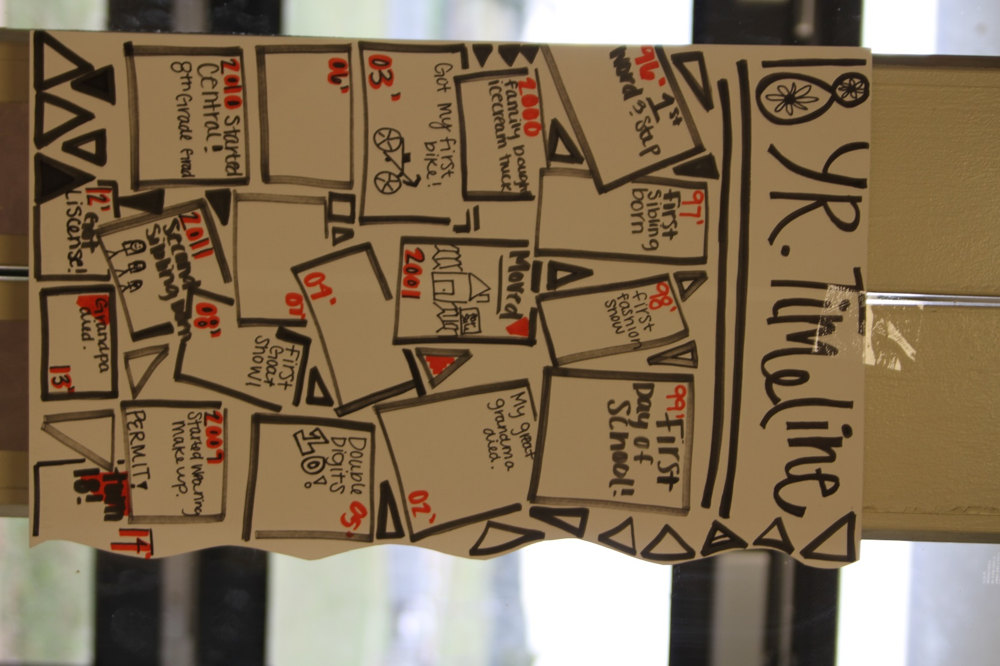 18 YR. Timeline
96' 1st
Word & Step
97'
first
sibling
born
98'
first
fashion
show
99' First
Day of
School!
2000
family bought
icecream truck
Moved
2001
My great
grandma
died.
02'
03"
Got my first
bike!
04'
05'
Double
Digits
10!
06"
07"
08"
First
Goat
Show!
2009
Started wearing
make up.
PERMIT!
2010 Started
Central!
8th Grade
2011
Second
Sibling born
12' Got
Liscense!
Grandpa
died.
13"
14
turn
18!